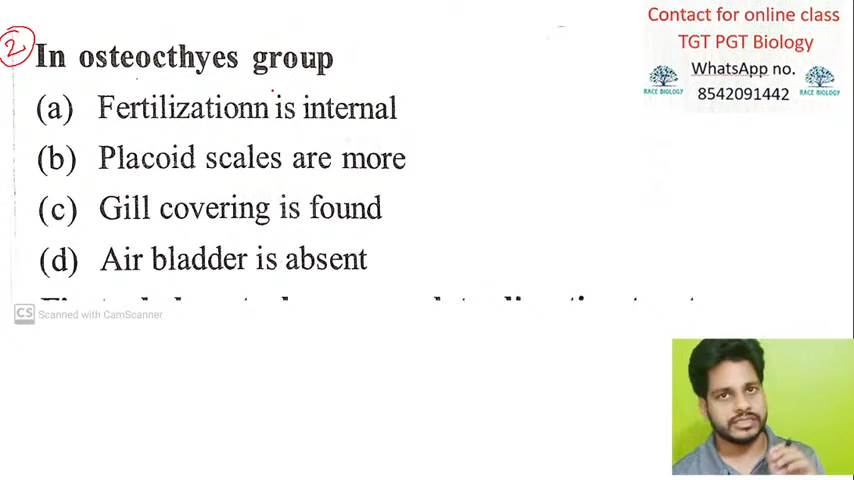 Contact for online class
TGT PGT Biology
WhatsApp no.
8542091442
RACE BIOLOGY
RACE BIOLOGY
2
In osteocthyes group
(a) Fertilizationn is internal
(b) Placoid scales are more
(c) Gill covering is found
(d) Air bladder is absent
CS Scanned with CamScanner